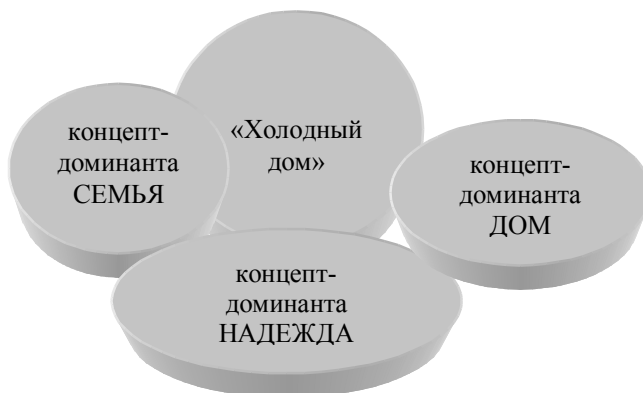 концепт-
доминанта
СЕМЬЯ
«Холодный
дом»
концепт-
доминанта
ДОМ
концепт-
доминанта
НАДЕЖДА